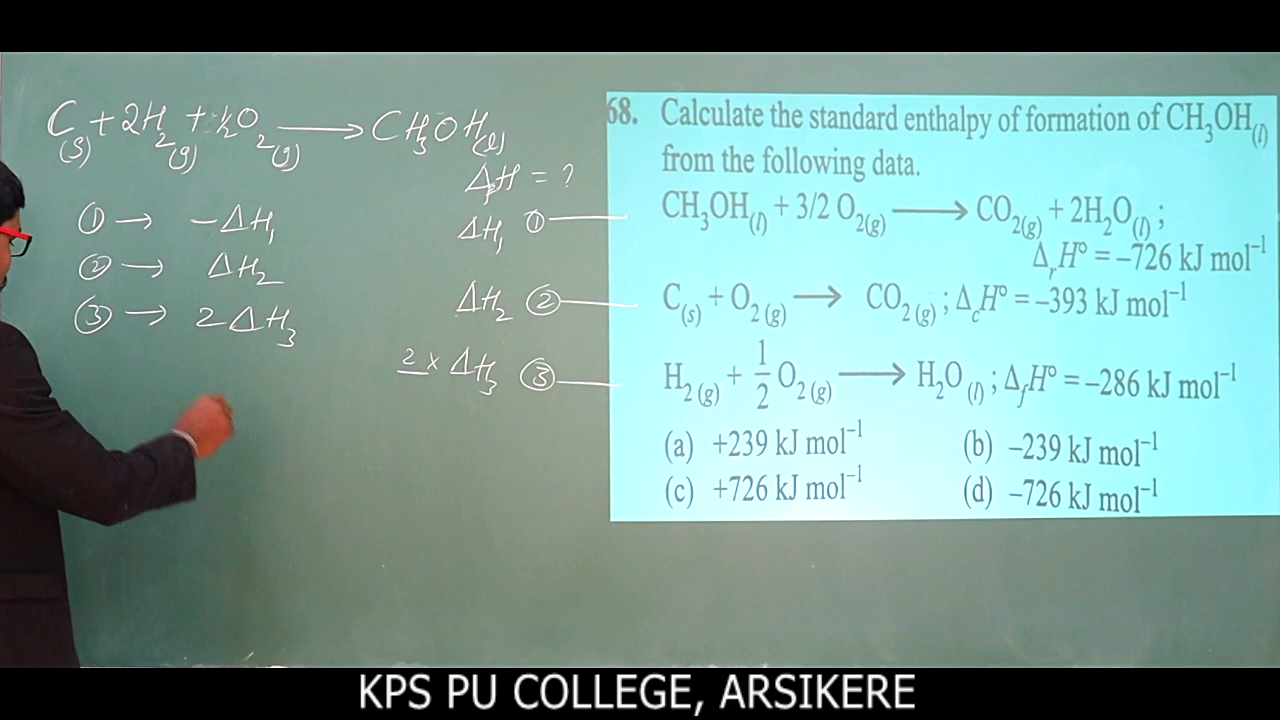 C(s) + 2H₂(g) + ½O₂(g) ⟶ CH₃OH(l)
ΔfH = ?
① → −ΔH₁
② → ΔH₂
③ → 2ΔH₃
ΔH₁ ①
ΔH₂ ②
2 × ΔH₃ ③
68. Calculate the standard enthalpy of formation of CH₃OH(l)
from the following data.
CH₃OH(l) + 3/2 O₂(g) ⟶ CO₂(g) + 2H₂O(l) ;
ΔrH° = –726 kJ mol⁻¹
C(s) + O₂(g) ⟶ CO₂(g) ; ΔcH° = –393 kJ mol⁻¹
H₂(g) + 1/2 O₂(g) ⟶ H₂O(l) ; ΔfH° = –286 kJ mol⁻¹
(a) +239 kJ mol⁻¹ (b) –239 kJ mol⁻¹
(c) +726 kJ mol⁻¹ (d) –726 kJ mol⁻¹
KPS PU COLLEGE, ARSIKERE